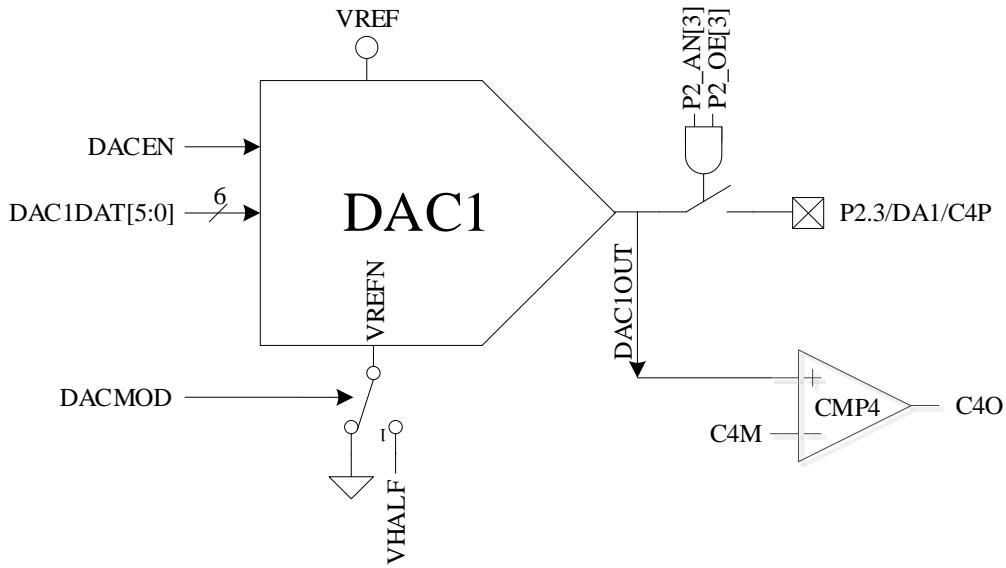 VREF
P2_AN[3]
P2_OE[3]
DACEN
DAC1DAT[5:0]
6
DAC1
P2.3/DA1/C4P
VREFN
DAC1OUT
DACMOD
1
VHALF
+
CMP4
C4O
C4M